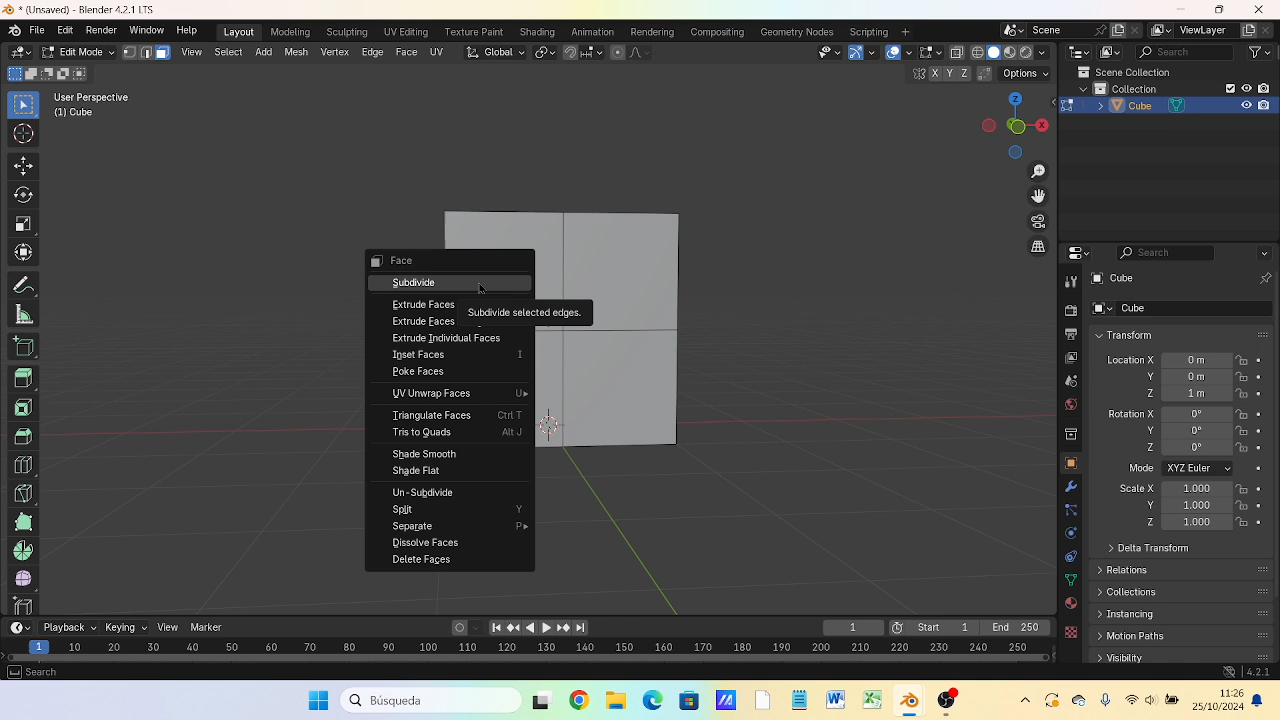 * (Unsaved) - Blender 4.2.1 LTS
File Edit Render Window Help Layout Modeling Sculpting UV Editing Texture Paint Shading Animation Rendering Compositing Geometry Nodes Scripting + Scene ViewLayer
Edit Mode View Select Add Mesh Vertex Edge Face UV Global Search
X Y Z Options
User Perspective
(1) Cube
Z
X
Scene Collection
Collection
Cube
Face
Subdivide
Subdivide selected edges.
Extrude Faces
Extrude Faces
Extrude Individual Faces
Inset Faces I
Poke Faces
UV Unwrap Faces U
Triangulate Faces Ctrl T
Tris to Quads Alt J
Shade Smooth
Shade Flat
Un-Subdivide
Split Y
Separate P
Dissolve Faces
Delete Faces
Search
Cube
Cube
Transform
Location X 0 m
Y 0 m
Z 1 m
Rotation X 0°
Y 0°
Z 0°
Mode XYZ Euler
Scale X 1.000
Y 1.000
Z 1.000
Delta Transform
Relations
Collections
Instancing
Motion Paths
Visibility
Playback Keying View Marker 1 Start 1 End 250
1 10 20 30 40 50 60 70 80 90 100 110 120 130 140 150 160 170 180 190 200 210 220 230 240 250
Search 4.2.1
Búsqueda
11:26
25/10/2024